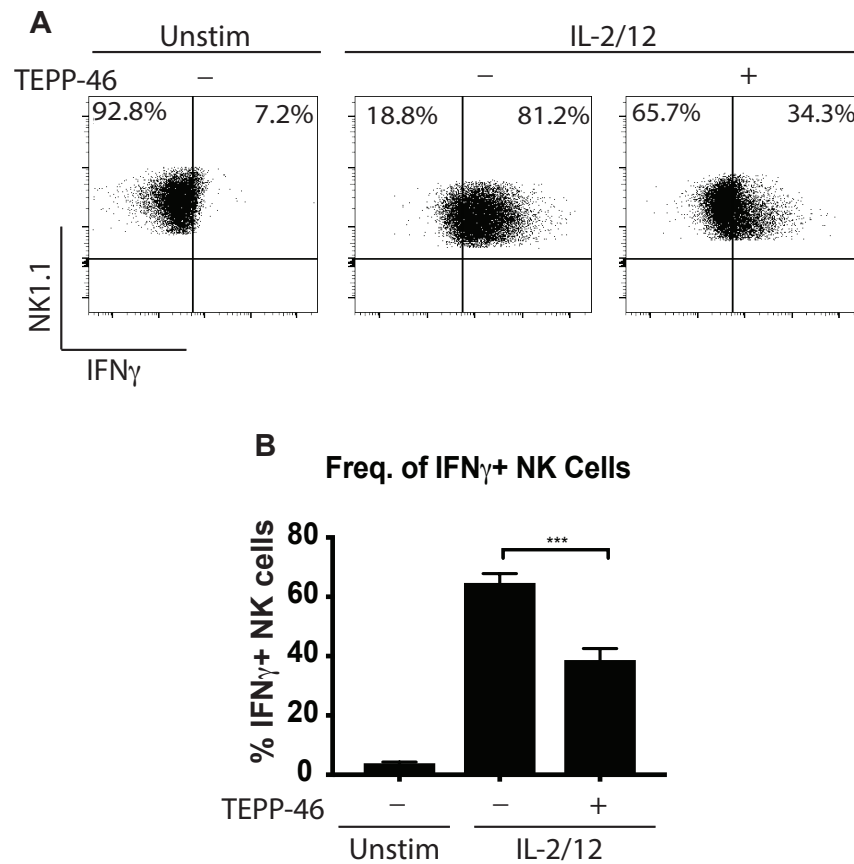 A
Unstim IL-2/12
TEPP-46 – – +
92.8% 7.2% 18.8% 81.2% 65.7% 34.3%
NK1.1
IFNγ
B
Freq. of IFNγ+ NK Cells
% IFNγ+ NK cells
80
***
60
40
20
0
TEPP-46 – – +
Unstim IL-2/12